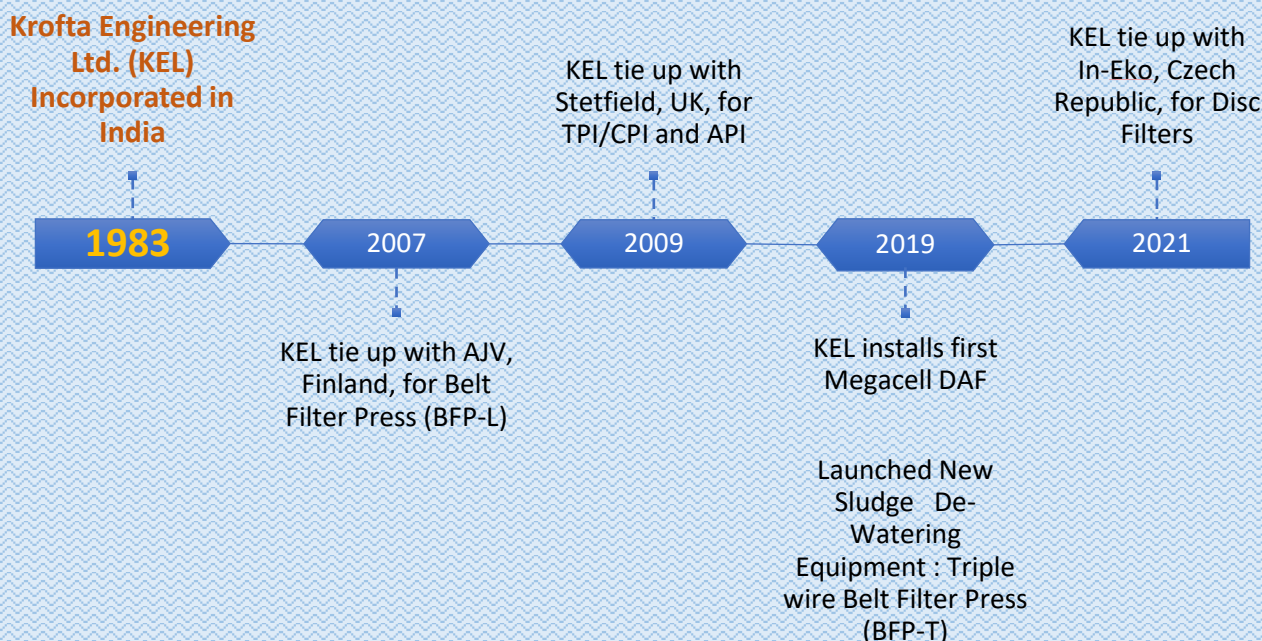 Krofta Engineering
Ltd. (KEL)
Incorporated in
India
KEL tie up with
Stetfield, UK, for
TPI/CPI and API
KEL tie up with
In-Eko, Czech
Republic, for Disc
Filters
1983
2007
2009
2019
2021
KEL tie up with AJV,
Finland, for Belt
Filter Press (BFP-L)
KEL installs first
Megacell DAF
Launched New
Sludge De-
Watering
Equipment : Triple
wire Belt Filter Press
(BFP-T)